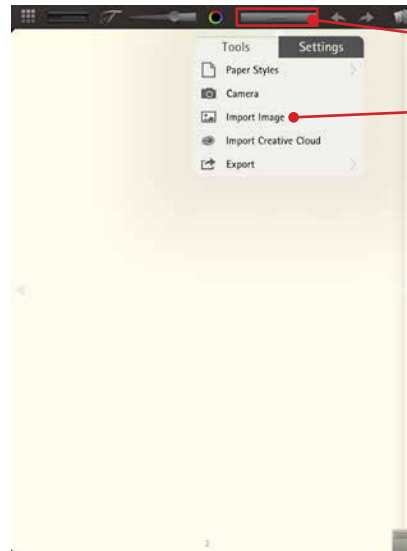 Tools Settings
Paper Styles
Camera
Import Image
Import Creative Cloud
Export
2